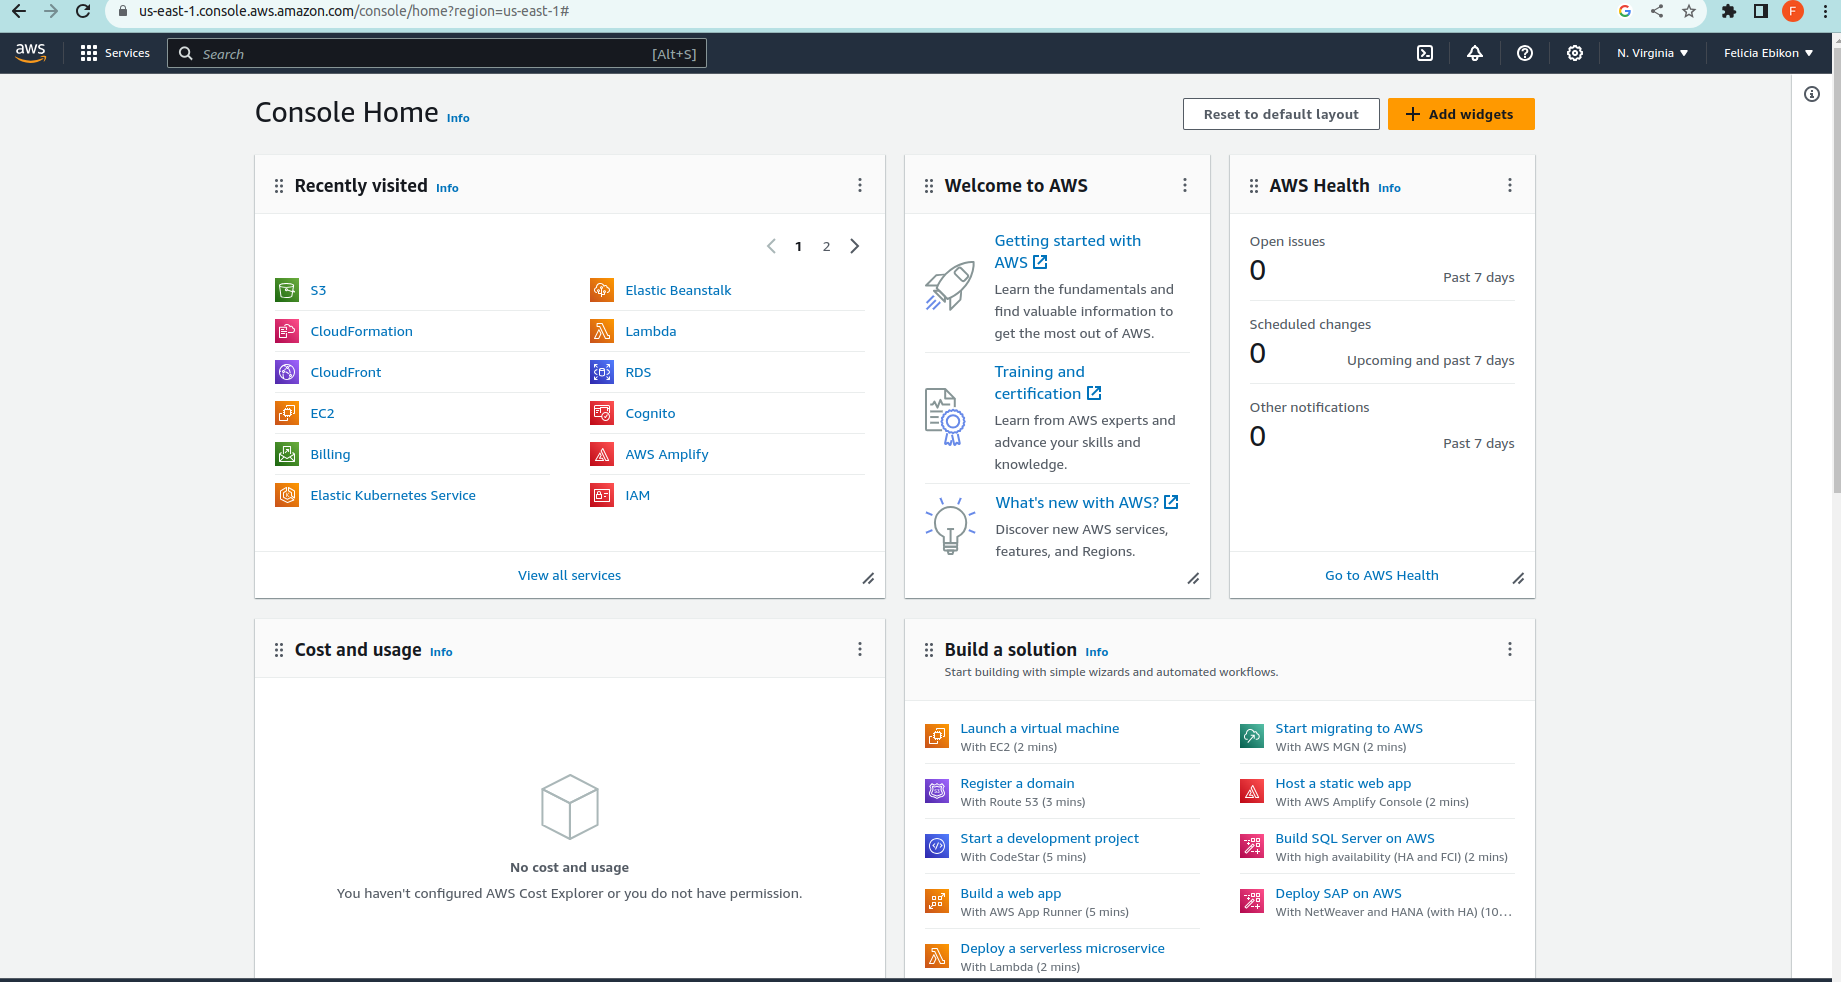 us-east-1.console.aws.amazon.com/console/home?region=us-east-1#
F
aws
Services
Search
[Alt+S]
N. Virginia
Felicia Ebikon
Console Home Info
Reset to default layout
Add widgets
Recently visited Info
1 2
S3
CloudFormation
CloudFront
EC2
Billing
Elastic Kubernetes Service
Elastic Beanstalk
Lambda
RDS
Cognito
AWS Amplify
IAM
View all services
Welcome to AWS
Getting started with
AWS
Learn the fundamentals and
find valuable information to
get the most out of AWS.
Training and
certification
Learn from AWS experts and
advance your skills and
knowledge.
What's new with AWS?
Discover new AWS services,
features, and Regions.
AWS Health Info
Open issues
0
Past 7 days
Scheduled changes
0
Upcoming and past 7 days
Other notifications
0
Past 7 days
Go to AWS Health
Cost and usage Info
No cost and usage
You haven't configured AWS Cost Explorer or you do not have permission.
Build a solution Info
Start building with simple wizards and automated workflows.
Launch a virtual machine
With EC2 (2 mins)
Register a domain
With Route 53 (3 mins)
Start a development project
With CodeStar (5 mins)
Build a web app
With AWS App Runner (5 mins)
Deploy a serverless microservice
With Lambda (2 mins)
Start migrating to AWS
With AWS MGN (2 mins)
Host a static web app
With AWS Amplify Console (2 mins)
Build SQL Server on AWS
With high availability (HA and FCI) (2 mins)
Deploy SAP on AWS
With NetWeaver and HANA (with HA) (10...